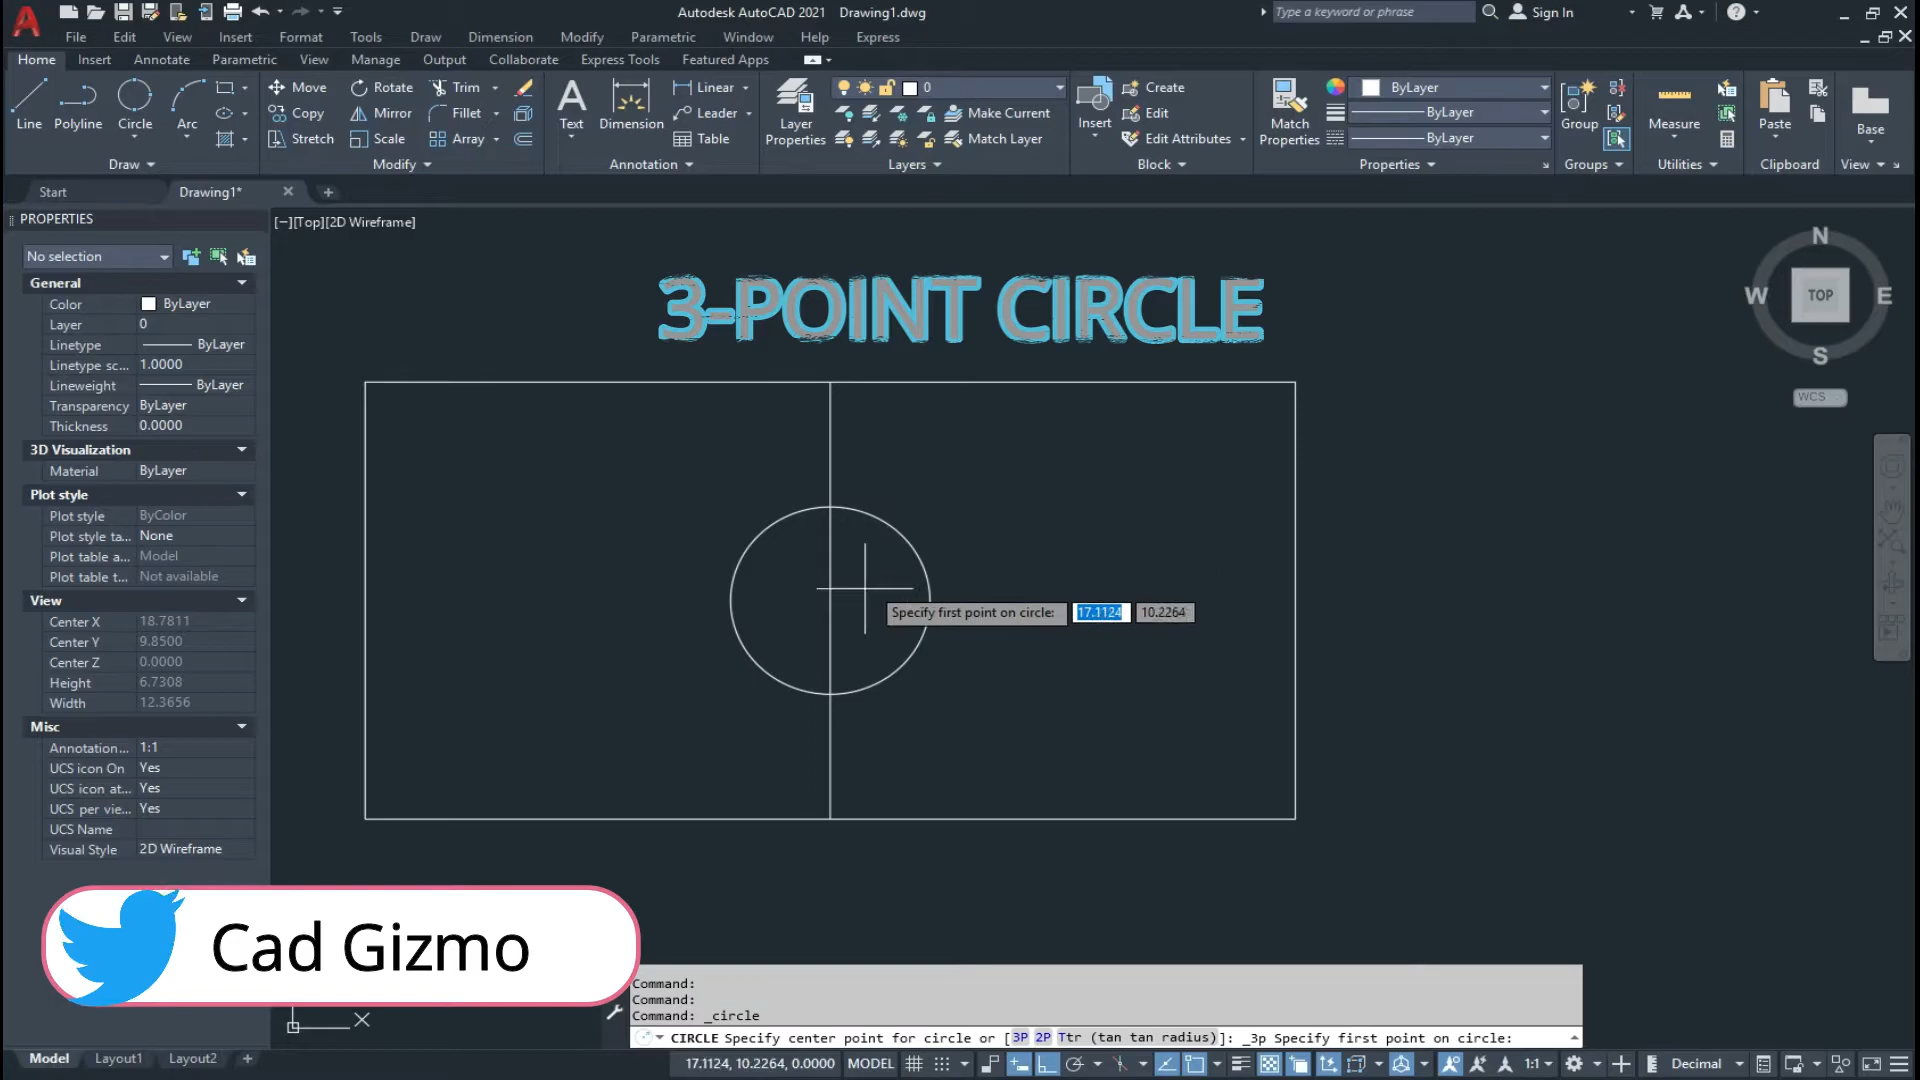 Autodesk AutoCAD 2021 Drawing1.dwg
Type a keyword or phrase
Sign In
File Edit View Insert Format Tools Draw Dimension Modify Parametric Window Help Express
Home Insert Annotate Parametric View Manage Output Collaborate Express Tools Featured Apps
Line Polyline Circle Arc
Draw
Move Rotate Trim
Copy Mirror Fillet
Stretch Scale Array
Modify
Text Dimension
Linear
Leader
Table
Annotation
Layer Properties
0
Make Current
Match Layer
Layers
Insert
Create
Edit
Edit Attributes
Block
Match Properties
ByLayer
ByLayer
ByLayer
Properties
Group
Groups
Measure
Utilities
Paste
Clipboard
Base
View
Start Drawing1*
PROPERTIES
No selection
General
Color ByLayer
Layer 0
Linetype ByLayer
Linetype sc... 1.0000
Lineweight ByLayer
Transparency ByLayer
Thickness 0.0000
3D Visualization
Material ByLayer
Plot style
Plot style ByColor
Plot style ta... None
Plot table a... Model
Plot table t... Not available
View
Center X 18.7811
Center Y 9.8500
Center Z 0.0000
Height 6.7308
Width 12.3656
Misc
Annotation... 1:1
UCS icon On Yes
UCS icon at... Yes
UCS per vie... Yes
UCS Name
Visual Style 2D Wireframe
[−][Top][2D Wireframe]
3-POINT CIRCLE
N
W TOP E
S
WCS
Specify first point on circle: 17.1124 10.2264
Cad Gizmo
X
Command:
Command:
Command: _circle
CIRCLE Specify center point for circle or [3P 2P Ttr (tan tan radius)]: _3p Specify first point on circle:
Model Layout1 Layout2
17.1124, 10.2264, 0.0000 MODEL 1:1 Decimal